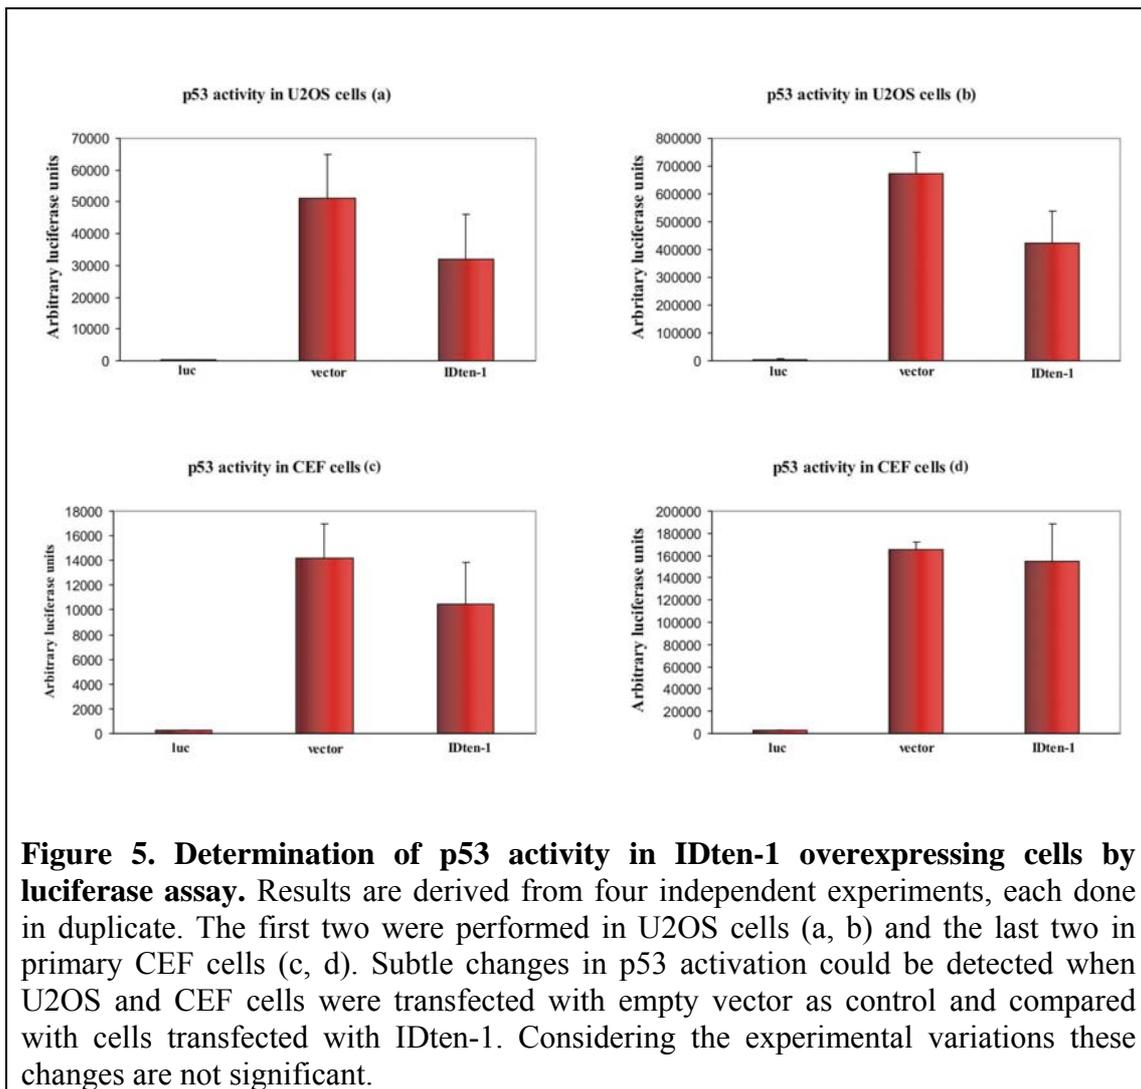 p53 activity in U2OS cells (a)
Arbitrary luciferase units
70000
60000
50000
40000
30000
20000
10000
0
luc
vector
IDten-1
p53 activity in U2OS cells (b)
Arbritary luciferase units
800000
700000
600000
500000
400000
300000
200000
100000
0
luc
vector
IDten-1
p53 activity in CEF cells (c)
Arbitrary luciferase units
18000
16000
14000
12000
10000
8000
6000
4000
2000
0
luc
vector
IDten-1
p53 activity in CEF cells (d)
Arbitrary luciferase units
200000
180000
160000
140000
120000
100000
80000
60000
40000
20000
0
luc
vector
IDten-1
Figure 5. Determination of p53 activity in IDten-1 overexpressing cells by
luciferase assay. Results are derived from four independent experiments, each done
in duplicate. The first two were performed in U2OS cells (a, b) and the last two in
primary CEF cells (c, d). Subtle changes in p53 activation could be detected when
U2OS and CEF cells were transfected with empty vector as control and compared
with cells transfected with IDten-1. Considering the experimental variations these
changes are not significant.